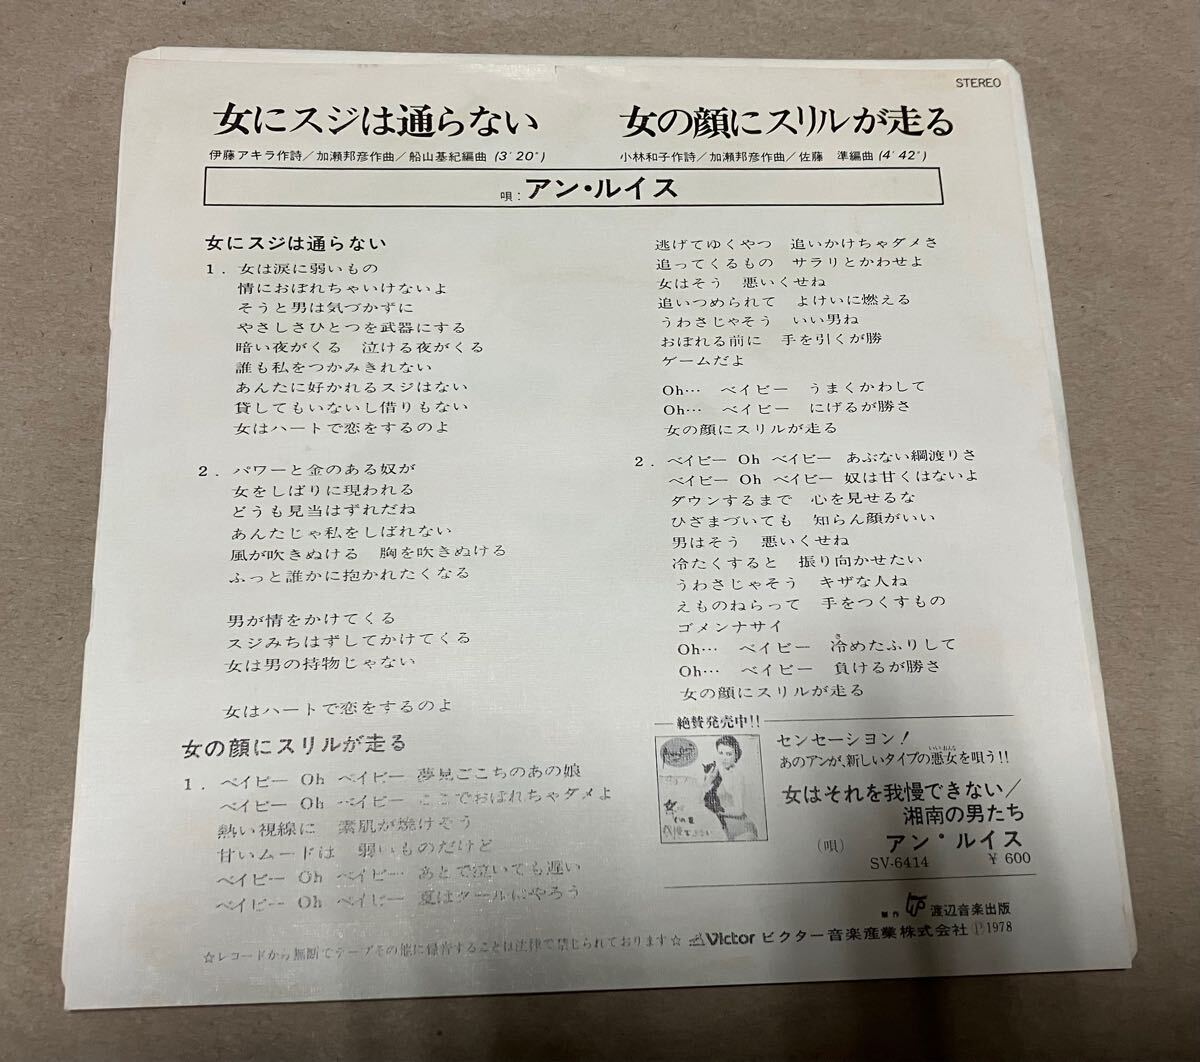 STEREO
女にスジは通らない
伊藤アキラ作詩／加瀬邦彦作曲／船山基紀編曲 (3′20″)
女の顔にスリルが走る
小林和子作詩／加瀬邦彦作曲／佐藤 準編曲 (4′42″)
唄：アン・ルイス
女にスジは通らない
1．女は涙に弱いもの
情におぼれちゃいけないよ
そうと男は気づかずに
やさしさひとつを武器にする
暗い夜がくる 泣ける夜がくる
誰も私をつかみきれない
あんたに好かれるスジはない
貸してもいないし借りもない
女はハートで恋をするのよ
2．パワーと金のある奴が
女をしばりに現われる
どうも見当はずれだね
あんたじゃ私をしばれない
風が吹きぬける 胸を吹きぬける
ふっと誰かに抱かれたくなる
男が情をかけてくる
スジみちはずしてかけてくる
女は男の持物じゃない
女はハートで恋をするのよ
女の顔にスリルが走る
1．ベイビー Oh ベイビー 夢見ごこちのあの娘
ベイビー Oh ベイビー ここでおぼれちゃダメよ
熱い視線に 素肌が焼けそう
甘いムードは 弱いものだけど
ベイビー Oh ベイビー あとで泣いても遅い
ベイビー Oh ベイビー 夏はクールにやろう
逃げてゆくやつ 追いかけちゃダメさ
追ってくるもの サラリとかわせよ
女はそう 悪いくせね
追いつめられて よけいに燃える
うわさじゃそう いい男ね
おぼれる前に 手を引くが勝
ゲームだよ
Oh… ベイビー うまくかわして
Oh… ベイビー にげるが勝さ
女の顔にスリルが走る
2．ベイビー Oh ベイビー あぶない綱渡りさ
ベイビー Oh ベイビー 奴は甘くはないよ
ダウンするまで 心を見せるな
ひざまづいても 知らん顔がいい
男はそう 悪いくせね
冷たくすると 振り向かせたい
うわさじゃそう キザな人ね
えものねらって 手をつくすもの
ゴメンナサイ
Oh… ベイビー 冷めたふりして
Oh… ベイビー 負けるが勝さ
女の顔にスリルが走る
絶賛発売中!!
センセーション！
あのアンが、新しいタイプの悪女を唄う!!
女はそれを我慢できない／
湘南の男たち
(唄) アン・ルイス
SV-6414 ￥600
制作 渡辺音楽出版
☆レコードから無断でテープその他に録音することは法律で禁じられております☆ Victor ビクター音楽産業株式会社 Ⓟ1978